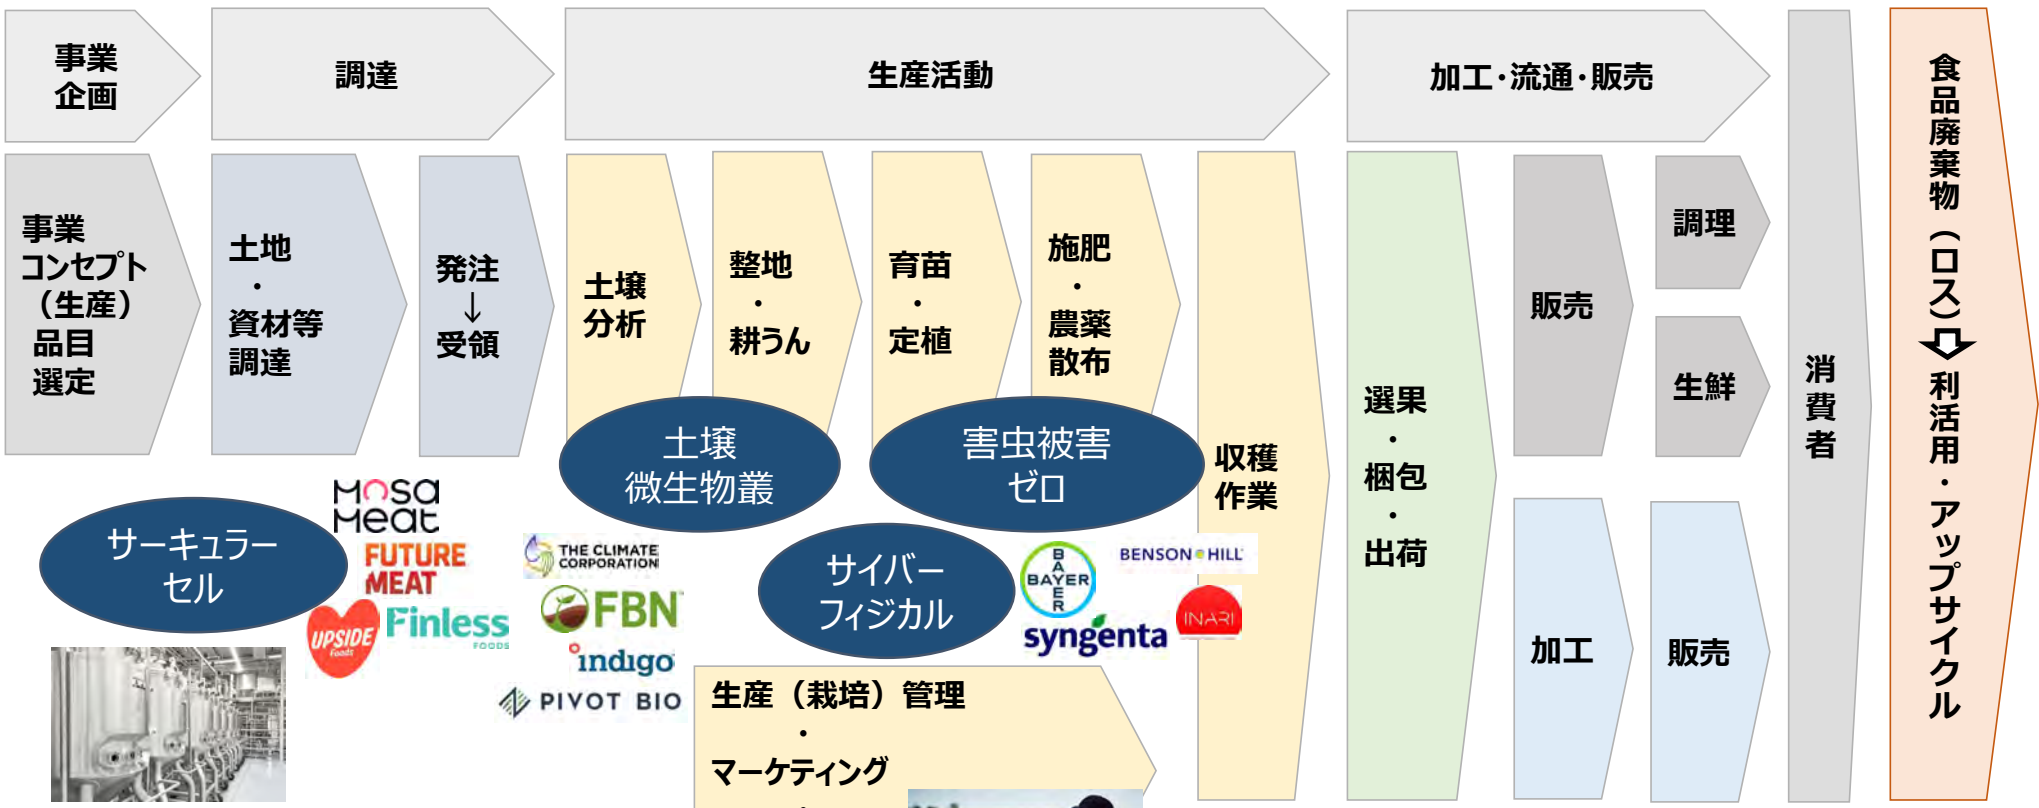 事業
企画
調達
生産活動
加工・流通・販売
事業
コンセプト
（生産）
品目
選定
土地
・
資材等
調達
発注
↓
受領
土壌
分析
整地
・
耕うん
育苗
・
定植
施肥
・
農薬
散布
収穫
作業
選果
・
梱包
・
出荷
販売
調理
生鮮
加工
販売
消費者
食品廃棄物（ロス）⇩利活用・アップサイクル
土壌
微生物叢
害虫被害
ゼロ
サーキュラー
セル
サイバー
フィジカル
Mosa
Meat
FUTURE
MEAT
UPSIDE
Foods
Finless
FOODS
THE CLIMATE
CORPORATION
FBN
indigo
PIVOT BIO
BAYER
BAYER
BENSON HILL
syngenta
INARI
生産（栽培）管理
・
マーケティング